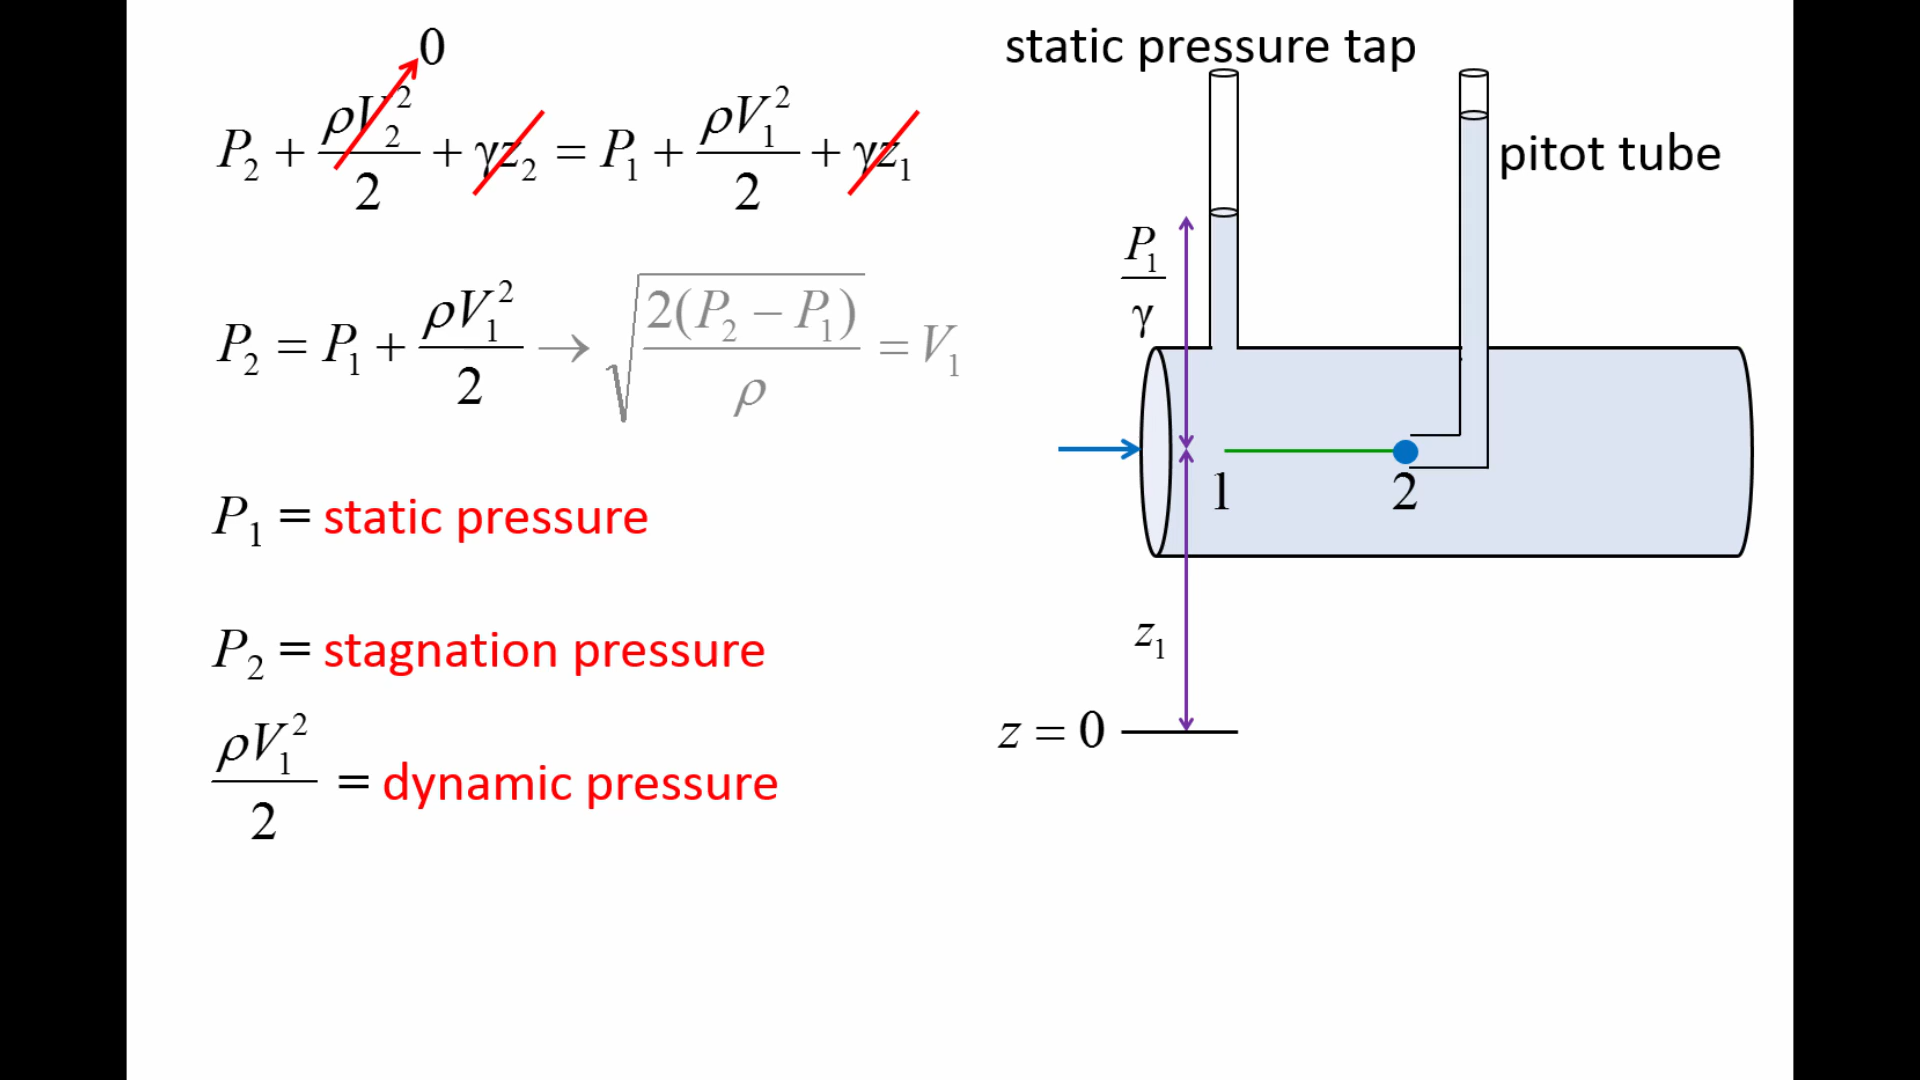 P₂ + ρV₂²/2 + γz₂ = P₁ + ρV₁²/2 + γz₁
0
P₂ = P₁ + ρV₁²/2 → √(2(P₂ − P₁)/ρ) = V₁
P₁ = static pressure
P₂ = stagnation pressure
ρV₁²/2 = dynamic pressure
static pressure tap
pitot tube
P₁/γ
1
2
z₁
z = 0